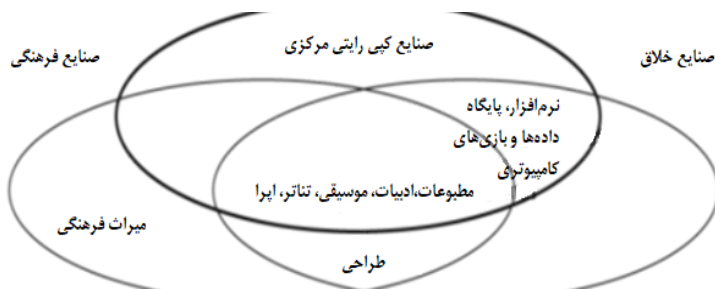 صنایع کپی رایتی مرکزی
صنایع خلاق
صنایع فرهنگی
نرم‌افزار، پایگاه
داده‌ها و بازی‌های
کامپیوتری
مطبوعات،ادبیات، موسیقی، تئاتر، اپرا
میراث فرهنگی
طراحی